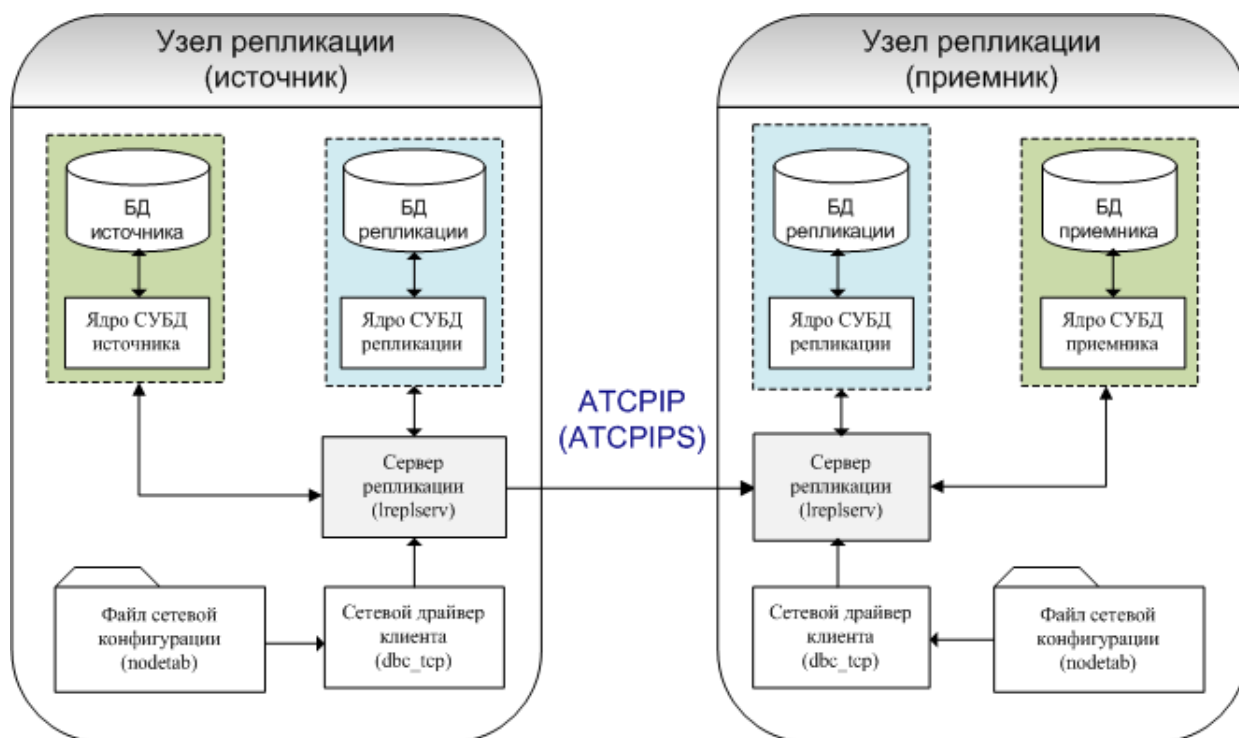 Узел репликации
(источник)
БД
источника
Ядро СУБД
источника
БД
репликации
Ядро СУБД
репликации
Сервер
репликации
(lreplserv)
Файл сетевой
конфигурации
(nodetab)
Сетевой драйвер
клиента
(dbc_tcp)
ATCPIP
(ATCPIPS)
Узел репликации
(приемник)
БД
репликации
Ядро СУБД
репликации
БД
приемника
Ядро СУБД
приемника
Сервер
репликации
(lreplserv)
Сетевой драйвер
клиента
(dbc_tcp)
Файл сетевой
конфигурации
(nodetab)